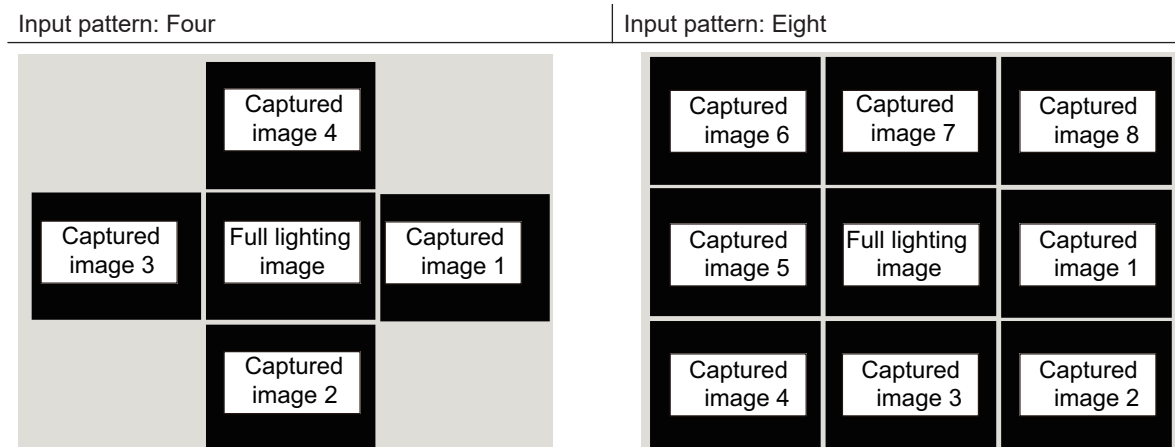 Input pattern: Four
Captured
image 4
Captured
image 3
Full lighting
image
Captured
image 1
Captured
image 2
Input pattern: Eight
Captured
image 6
Captured
image 7
Captured
image 8
Captured
image 5
Full lighting
image
Captured
image 1
Captured
image 4
Captured
image 3
Captured
image 2